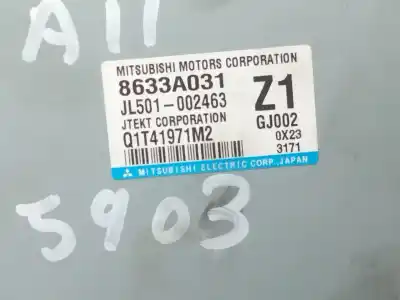 A11
MITSUBISHI MOTORS CORPORATION
8633A031
JL501-002463
Z1
JTEKT CORPORATION
GJ002
Q1T41971M2
0X23
3171
MITSUBISHI ELECTRIC CORP., JAPAN
5903